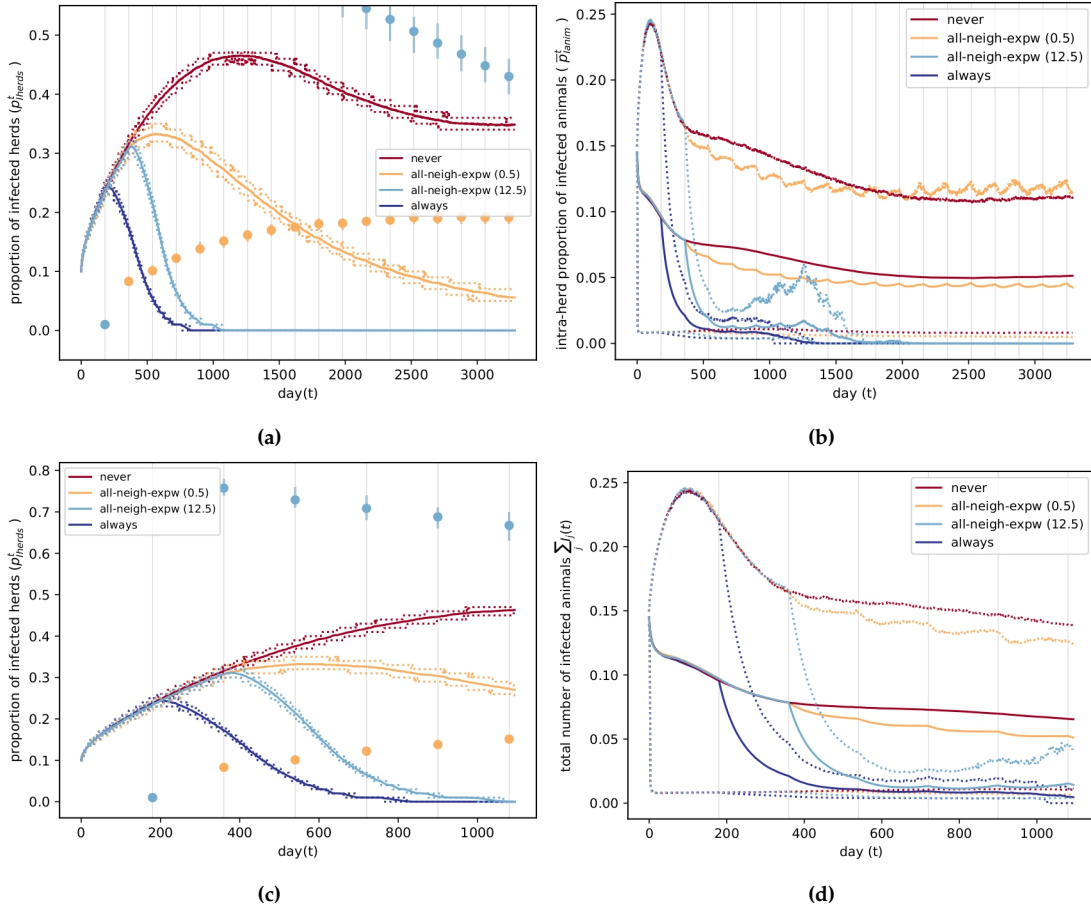 proportion of infected herds (p^t_Iherds )
0.5
0.4
0.3
0.2
0.1
0.0
never
all-neigh-expw (0.5)
all-neigh-expw (12.5)
always
0 500 1000 1500 2000 2500 3000
day(t)
(a)
intra-herd proportion of infected animals ( p̅^t_Ianim )
0.25
0.20
0.15
0.10
0.05
0.00
never
all-neigh-expw (0.5)
all-neigh-expw (12.5)
always
0 500 1000 1500 2000 2500 3000
day (t)
(b)
proportion of infected herds (p^t_Iherds )
0.8
0.7
0.6
0.5
0.4
0.3
0.2
0.1
0.0
never
all-neigh-expw (0.5)
all-neigh-expw (12.5)
always
0 200 400 600 800 1000
day(t)
(c)
total number of infected animals ∑_j I_j(t)
0.25
0.20
0.15
0.10
0.05
0.00
never
all-neigh-expw (0.5)
all-neigh-expw (12.5)
always
0 200 400 600 800 1000
day (t)
(d)